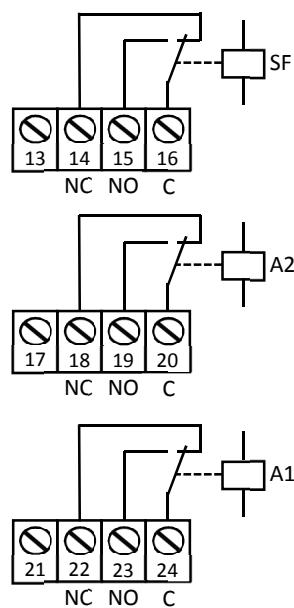 SF
13 14 15 16
NC NO C
A2
17 18 19 20
NC NO C
A1
21 22 23 24
NC NO C